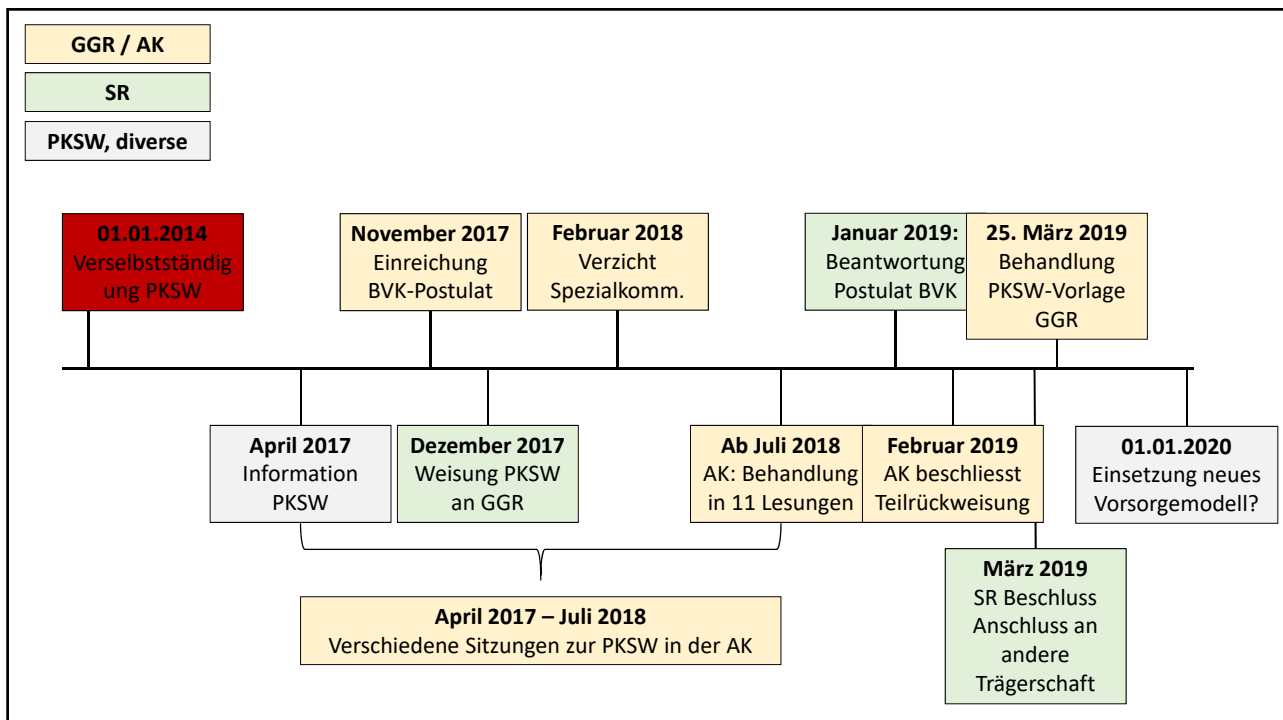 GGR / AK
SR
PKSW, diverse
01.01.2014
Verselbstständig
ung PKSW
November 2017
Einreichung
BVK-Postulat
Februar 2018
Verzicht
Spezialkomm.
Januar 2019:
Beantwortung
Postulat BVK
25. März 2019
Behandlung
PKSW-Vorlage
GGR
April 2017
Information
PKSW
Dezember 2017
Weisung PKSW
an GGR
Ab Juli 2018
AK: Behandlung
in 11 Lesungen
Februar 2019
AK beschliesst
Teilrückweisung
01.01.2020
Einsetzung neues
Vorsorgemodell?
April 2017 – Juli 2018
Verschiedene Sitzungen zur PKSW in der AK
März 2019
SR Beschluss
Anschluss an
andere
Trägerschaft